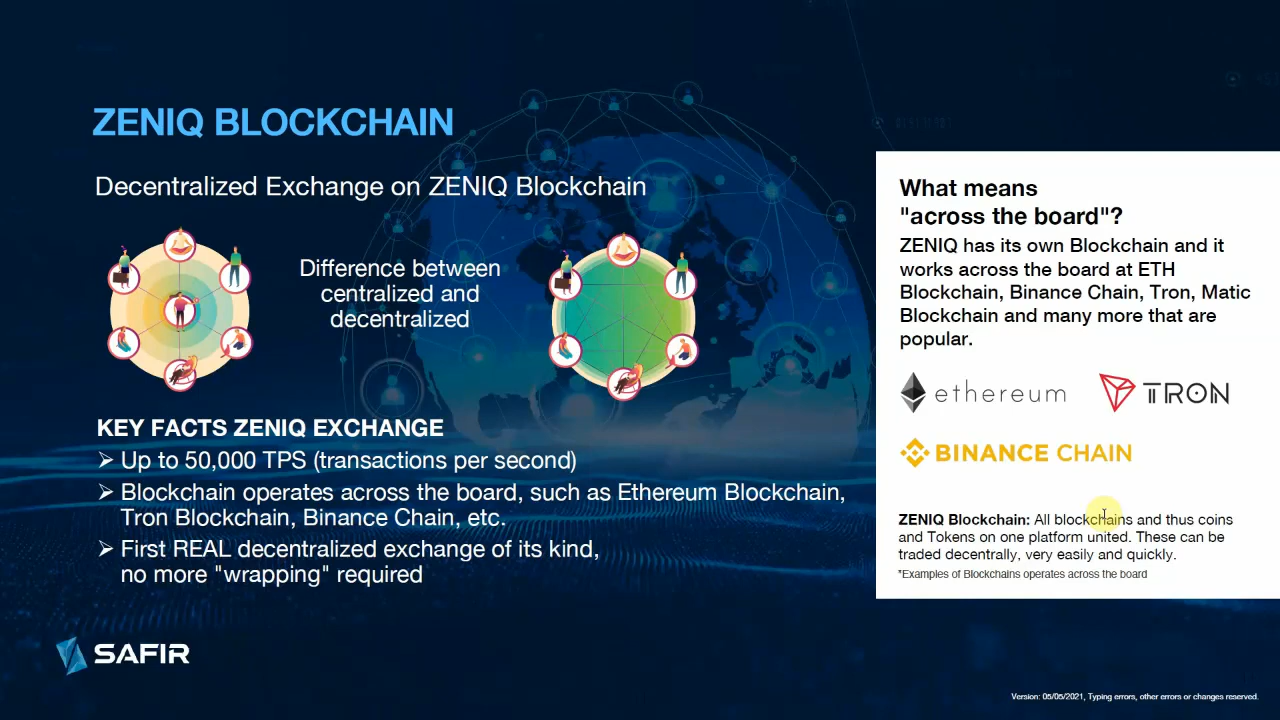 ZENIQ BLOCKCHAIN
Decentralized Exchange on ZENIQ Blockchain
Difference between
centralized and
decentralized
KEY FACTS ZENIQ EXCHANGE
➢ Up to 50,000 TPS (transactions per second)
➢ Blockchain operates across the board, such as Ethereum Blockchain,
Tron Blockchain, Binance Chain, etc.
➢ First REAL decentralized exchange of its kind,
no more "wrapping" required
What means
"across the board"?
ZENIQ has its own Blockchain and it
works across the board at ETH
Blockchain, Binance Chain, Tron, Matic
Blockchain and many more that are
popular.
ethereum
TRON
BINANCE CHAIN
ZENIQ Blockchain: All blockchains and thus coins
and Tokens on one platform united. These can be
traded decentrally, very easily and quickly.
*Examples of Blockchains operates across the board
SAFIR
Version: 05/05/2021, Typing errors, other errors or changes reserved.